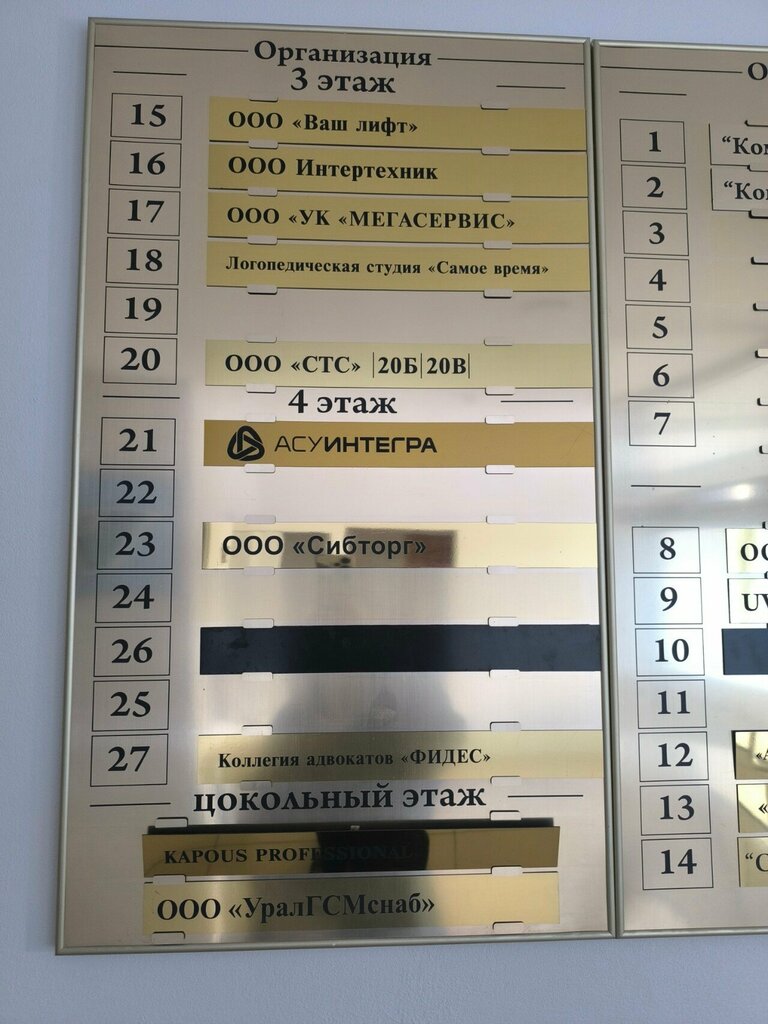 Организация
3 этаж
15 ООО «Ваш лифт»
16 ООО Интертехник
17 ООО «УК «МЕГАСЕРВИС»
18 Логопедическая студия «Самое время»
19
20 ООО «СТС» |20Б|20В|
4 этаж
21 АСУИНТЕГРА
22
23 ООО «Сибторг»
24
26
25
27 Коллегия адвокатов «ФИДЕС»
цокольный этаж
KAPOUS PROFESSIONAL
ООО «УралГСМснаб»
1
2
3
4
5
6
7
8
9
10
11
12
13
14